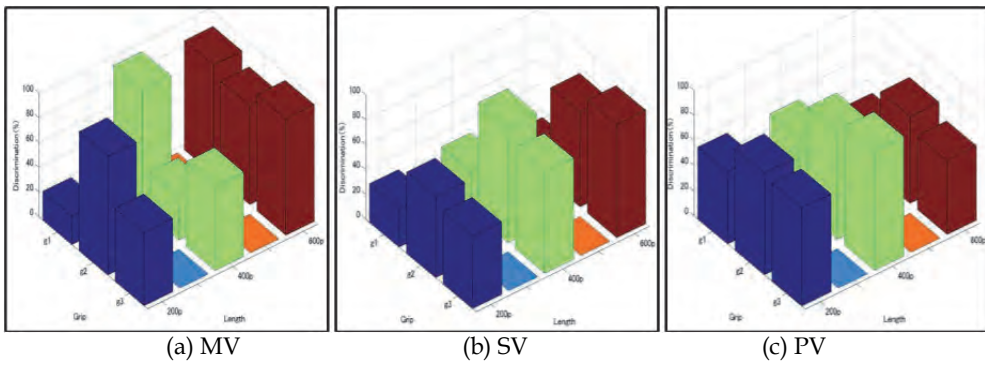 100
80
60
40
20
0
Discrimination (%)
g1
g2
g3
Grip
200p
400p
600p
Length
(a) MV
100
80
60
40
20
0
Discrimination (%)
g1
g2
g3
Grip
200p
400p
600p
Length
(b) SV
100
80
60
40
20
0
Discrimination (%)
g1
g2
g3
Grip
200p
400p
600p
Length
(c) PV